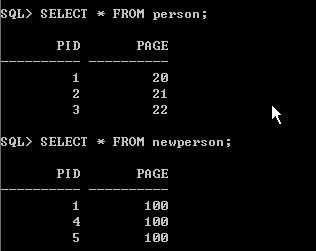 SQL> SELECT * FROM person;
PID PAGE
---------- ----------
1 20
2 21
3 22
SQL> SELECT * FROM newperson;
PID PAGE
---------- ----------
1 100
4 100
5 100